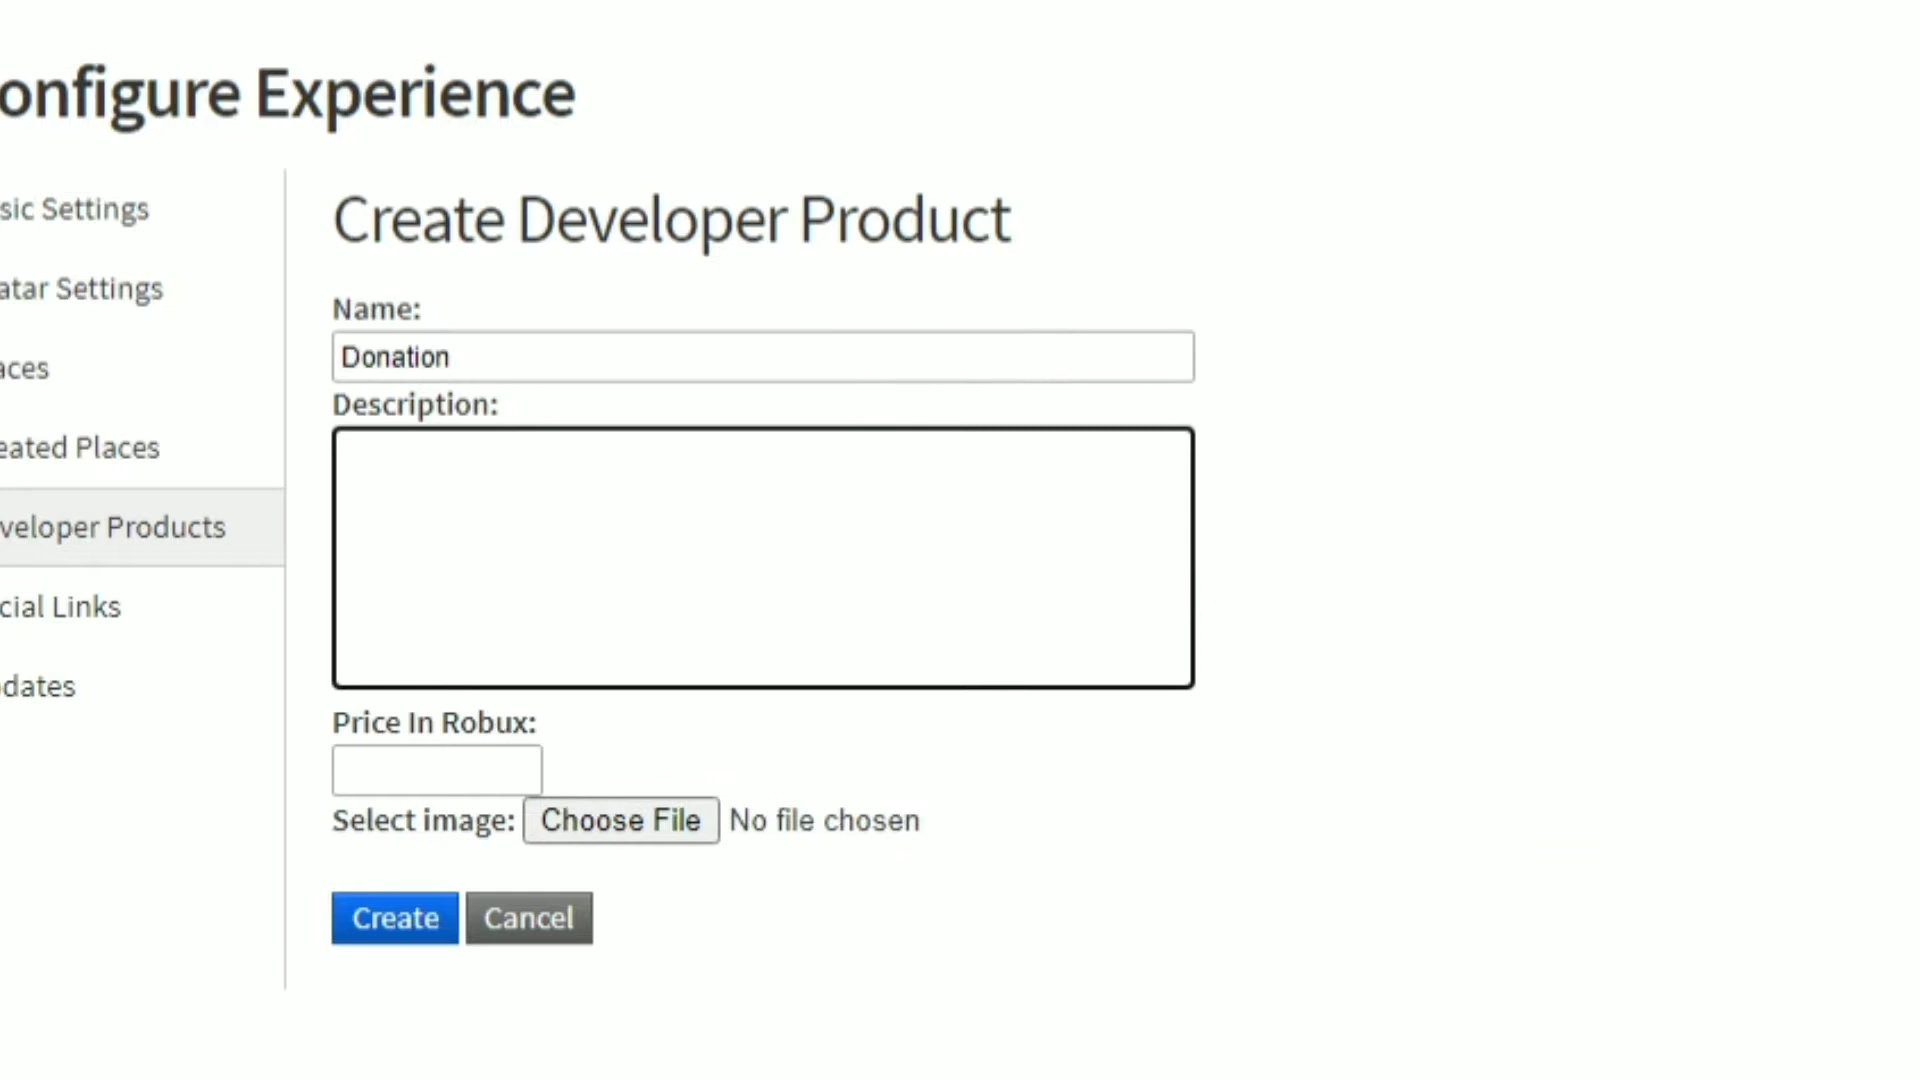 onfigure Experience
sic Settings
atar Settings
aces
eated Places
veloper Products
cial Links
dates
Create Developer Product
Name:
Donation
Description:
Price In Robux:
Select image: Choose File No file chosen
Create Cancel